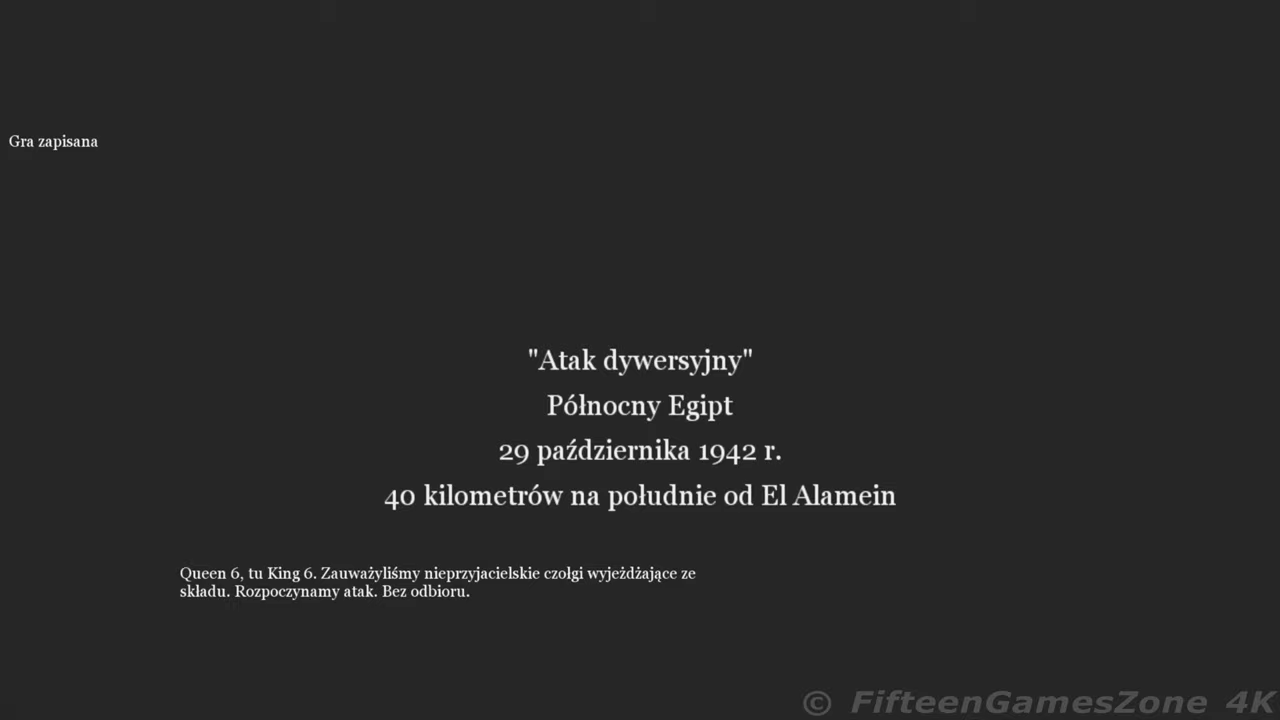 Gra zapisana
"Atak dywersyjny"
Północny Egipt
29 października 1942 r.
40 kilometrów na południe od El Alamein
Queen 6, tu King 6. Zauważyliśmy nieprzyjacielskie czołgi wyjeżdżające ze
składu. Rozpoczynamy atak. Bez odbioru.
© FifteenGamesZone 4K